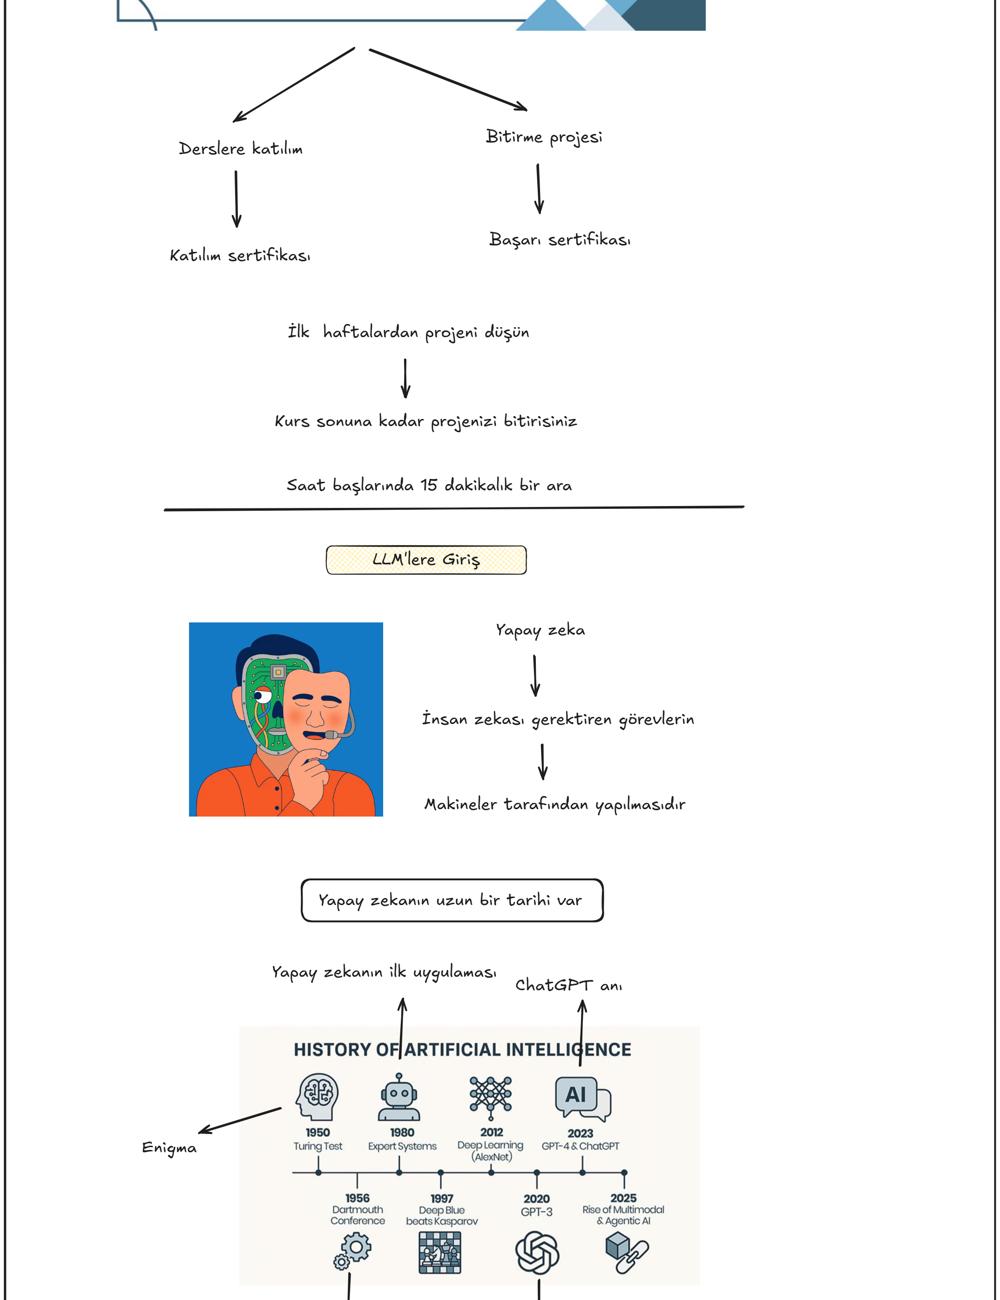 Derslere katılım
Bitirme projesi
Katılım sertifikası
Başarı sertifikası
İlk haftalardan projeni düşün
Kurs sonuna kadar projenizi bitirisiniz
Saat başlarında 15 dakikalık bir ara
LLM'lere Giriş
Yapay zeka
İnsan zekası gerektiren görevlerin
Makineler tarafından yapılmasıdır
Yapay zekanın uzun bir tarihi var
Yapay zekanın ilk uygulaması
ChatGPT anı
HISTORY OF ARTIFICIAL INTELLIGENCE
AI
1950
Turing Test
1980
Expert Systems
2012
Deep Learning
(AlexNet)
2023
GPT-4 & ChatGPT
Enigma
1956
Dartmouth
Conference
1997
Deep Blue
beats Kasparov
2020
GPT-3
2025
Rise of Multimodal
& Agentic AI